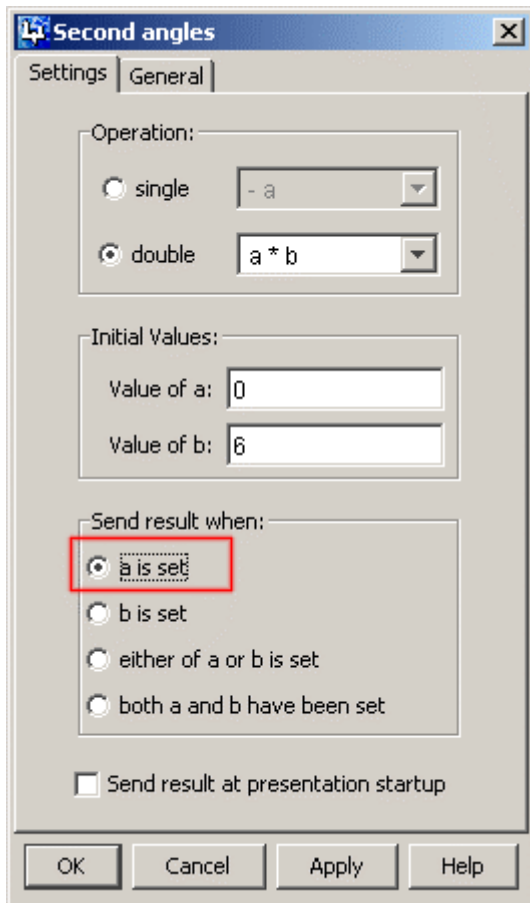 Second angles
Settings General
Operation:
single - a
double a * b
Initial Values:
Value of a: 0
Value of b: 6
Send result when:
a is set
b is set
either of a or b is set
both a and b have been set
Send result at presentation startup
OK Cancel Apply Help